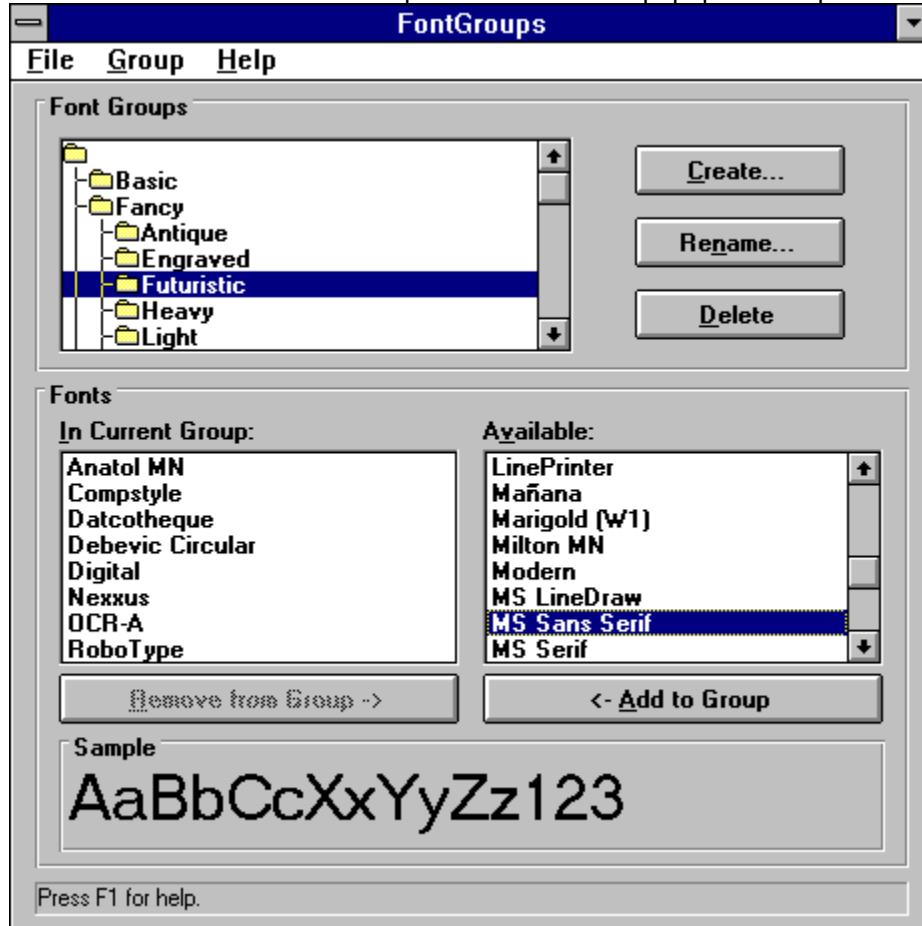 FontGroups
File Group Help
Font Groups
Basic
Fancy
Antique
Engraved
Futuristic
Heavy
Light
Create...
Rename...
Delete
Fonts
In Current Group:
Anatol MN
Compstyle
Datcotheque
Debevic Circular
Digital
Nexxus
OCR-A
RoboType
Remove from Group ->
Available:
LinePrinter
Mañana
Marigold (W1)
Milton MN
Modern
MS LineDraw
MS Sans Serif
MS Serif
<- Add to Group
Sample
AaBbCcXxYyZz123
Press F1 for help.